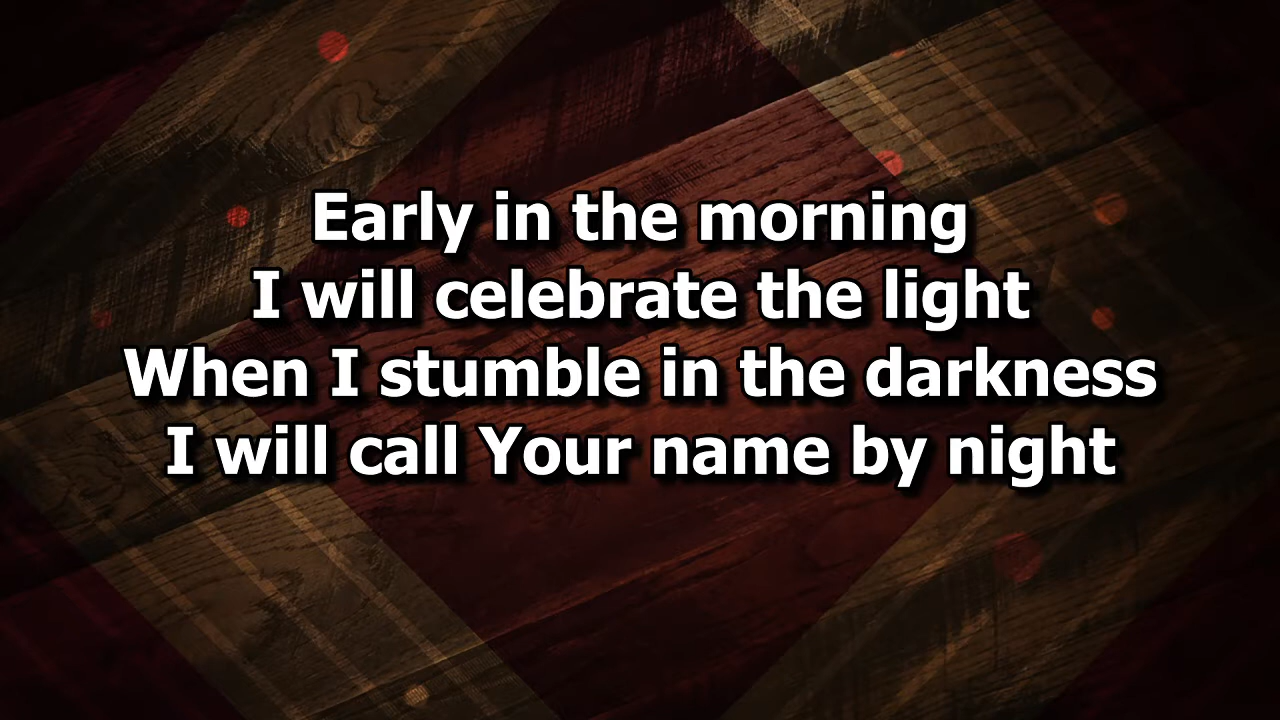 Early in the morning
I will celebrate the light
When I stumble in the darkness
I will call Your name by night